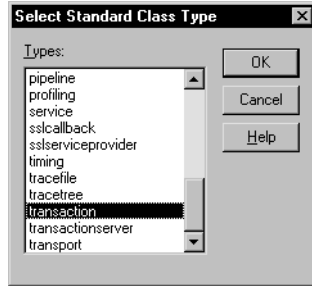 Select Standard Class Type
Types:
pipeline
profiling
service
sslcallback
sslserviceprovider
timing
tracefile
tracetree
transaction
transactionserver
transport
OK
Cancel
Help